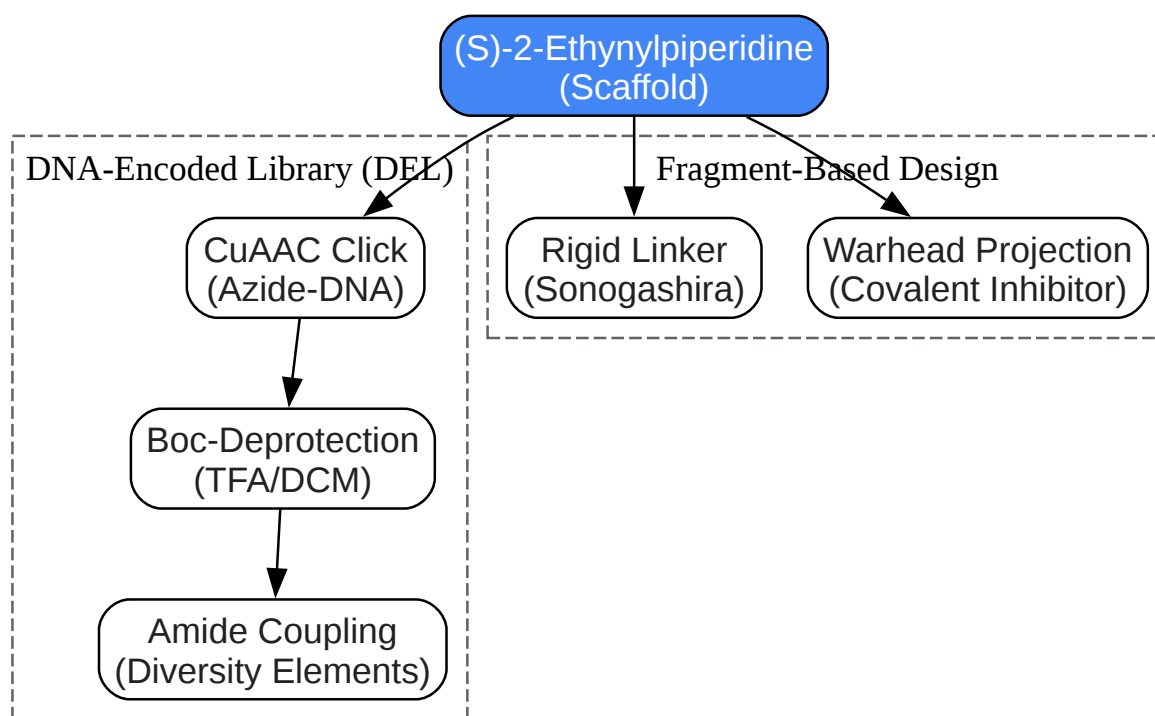 (S)-2-Ethynylpiperidine
(Scaffold)
DNA-Encoded Library (DEL)
Fragment-Based Design
CuAAC Click
(Azide-DNA)
Rigid Linker
(Sonogashira)
Warhead Projection
(Covalent Inhibitor)
Boc-Deprotection
(TFA/DCM)
Amide Coupling
(Diversity Elements)